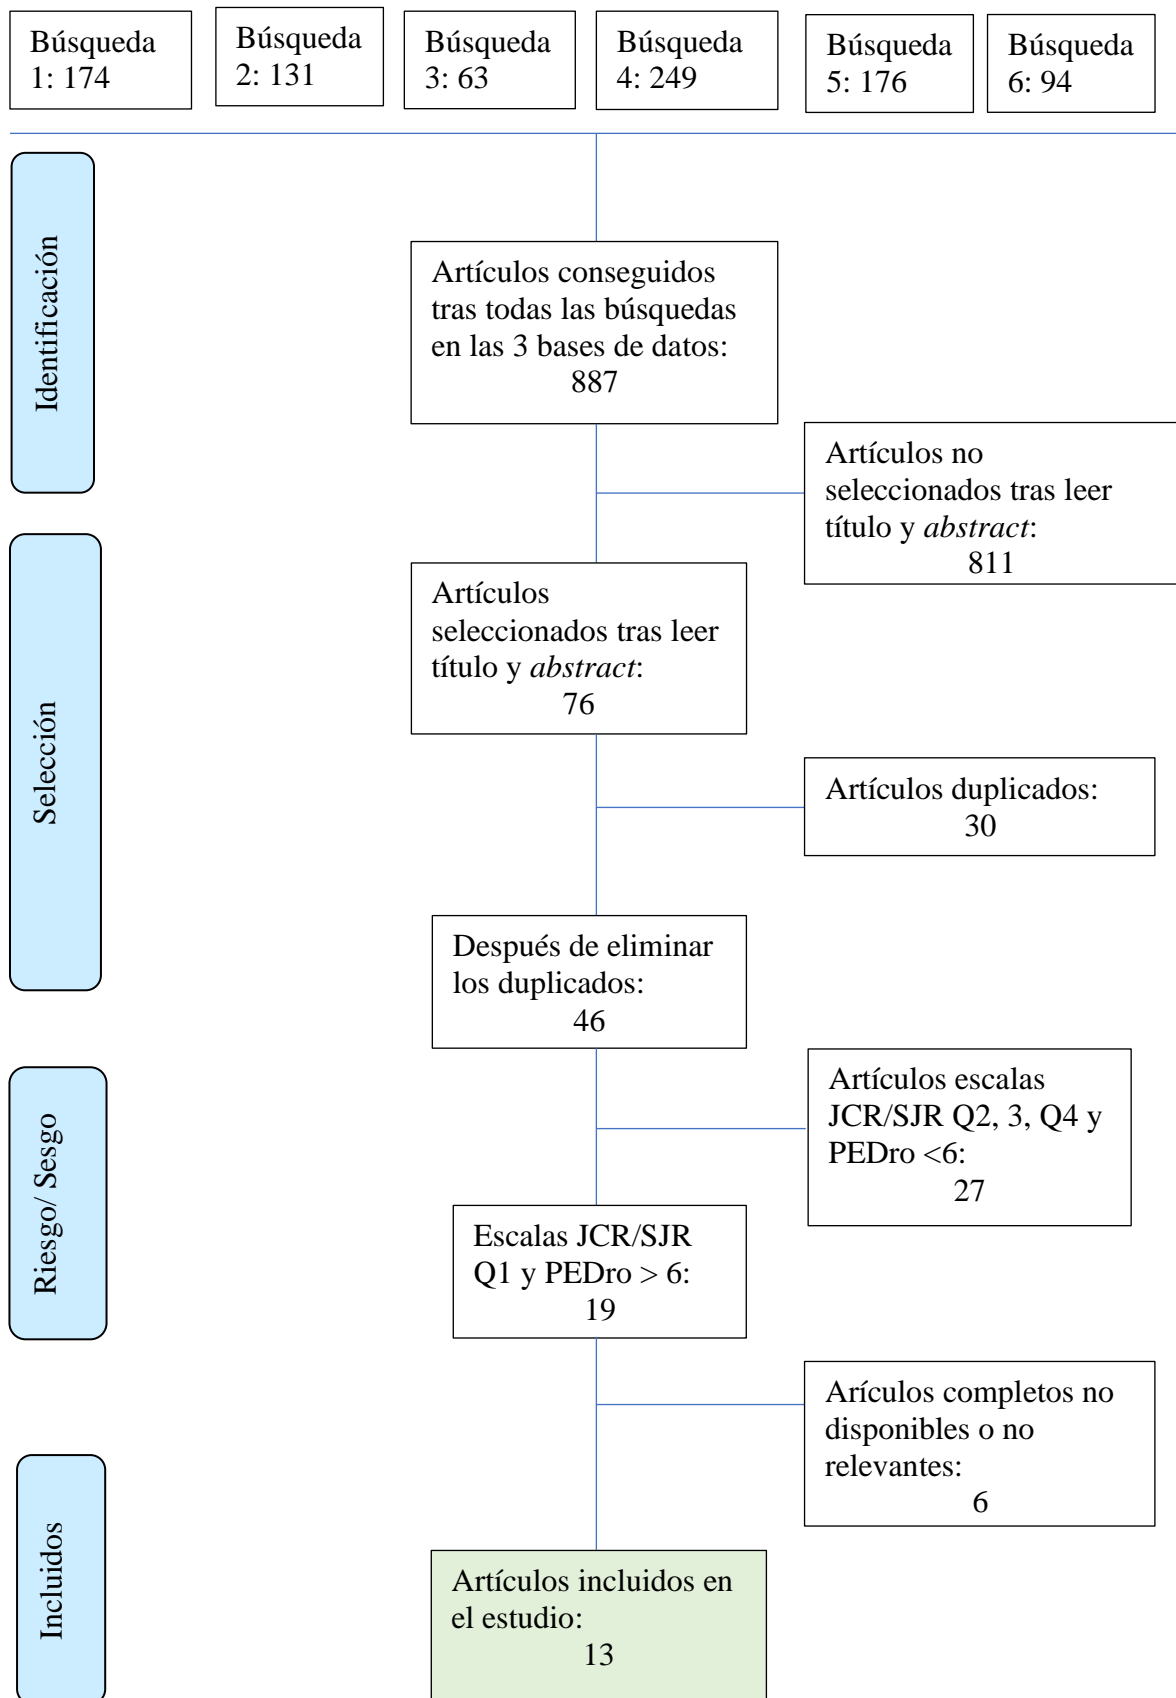 Búsqueda
1: 174
Búsqueda
2: 131
Búsqueda
3: 63
Búsqueda
4: 249
Búsqueda
5: 176
Búsqueda
6: 94
Identificación
Artículos conseguidos
tras todas las búsquedas
en las 3 bases de datos:
887
Artículos no
seleccionados tras leer
título y abstract:
811
Selección
Artículos
seleccionados tras leer
título y abstract:
76
Artículos duplicados:
30
Después de eliminar
los duplicados:
46
Riesgo/ Sesgo
Artículos escalas
JCR/SJR Q2, 3, Q4 y
PEDro <6:
27
Escalas JCR/SJR
Q1 y PEDro > 6:
19
Arículos completos no
disponibles o no
relevantes:
6
Incluidos
Artículos incluidos en
el estudio:
13